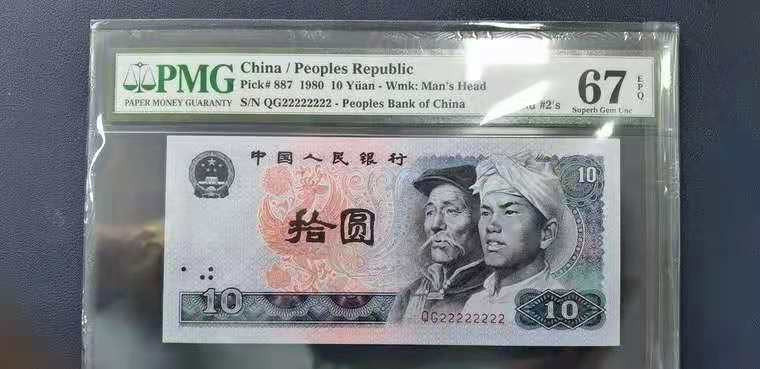 PMG
PAPER MONEY GUARANTY
China / Peoples Republic
Pick# 887 1980 10 Yüan - Wmk: Man's Head
S/N QG22222222 - Peoples Bank of China
#2's
67
EPQ
Superb Gem Unc
中国人民银行
10
拾圆
10
QG22222222
10